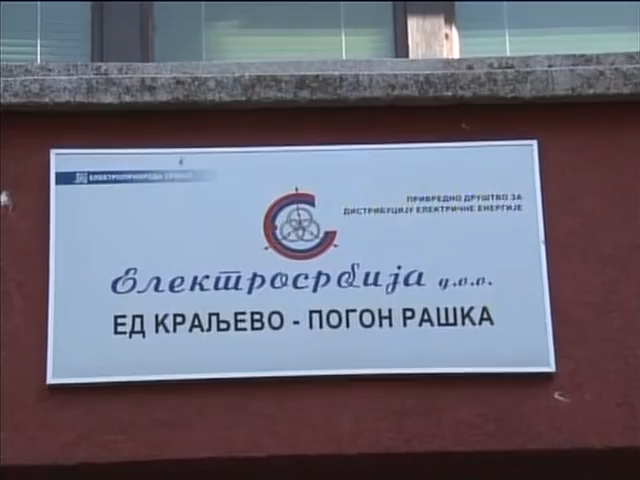 ЕЛЕКТРОПРИВРЕДА СРБИЈЕ
ПРИВРЕДНО ДРУШТВО ЗА
ДИСТРИБУЦИЈУ ЕЛЕКТРИЧНЕ ЕНЕРГИЈЕ
Електросрбија д.о.о.
ЕД КРАЉЕВО - ПОГОН РАШКА